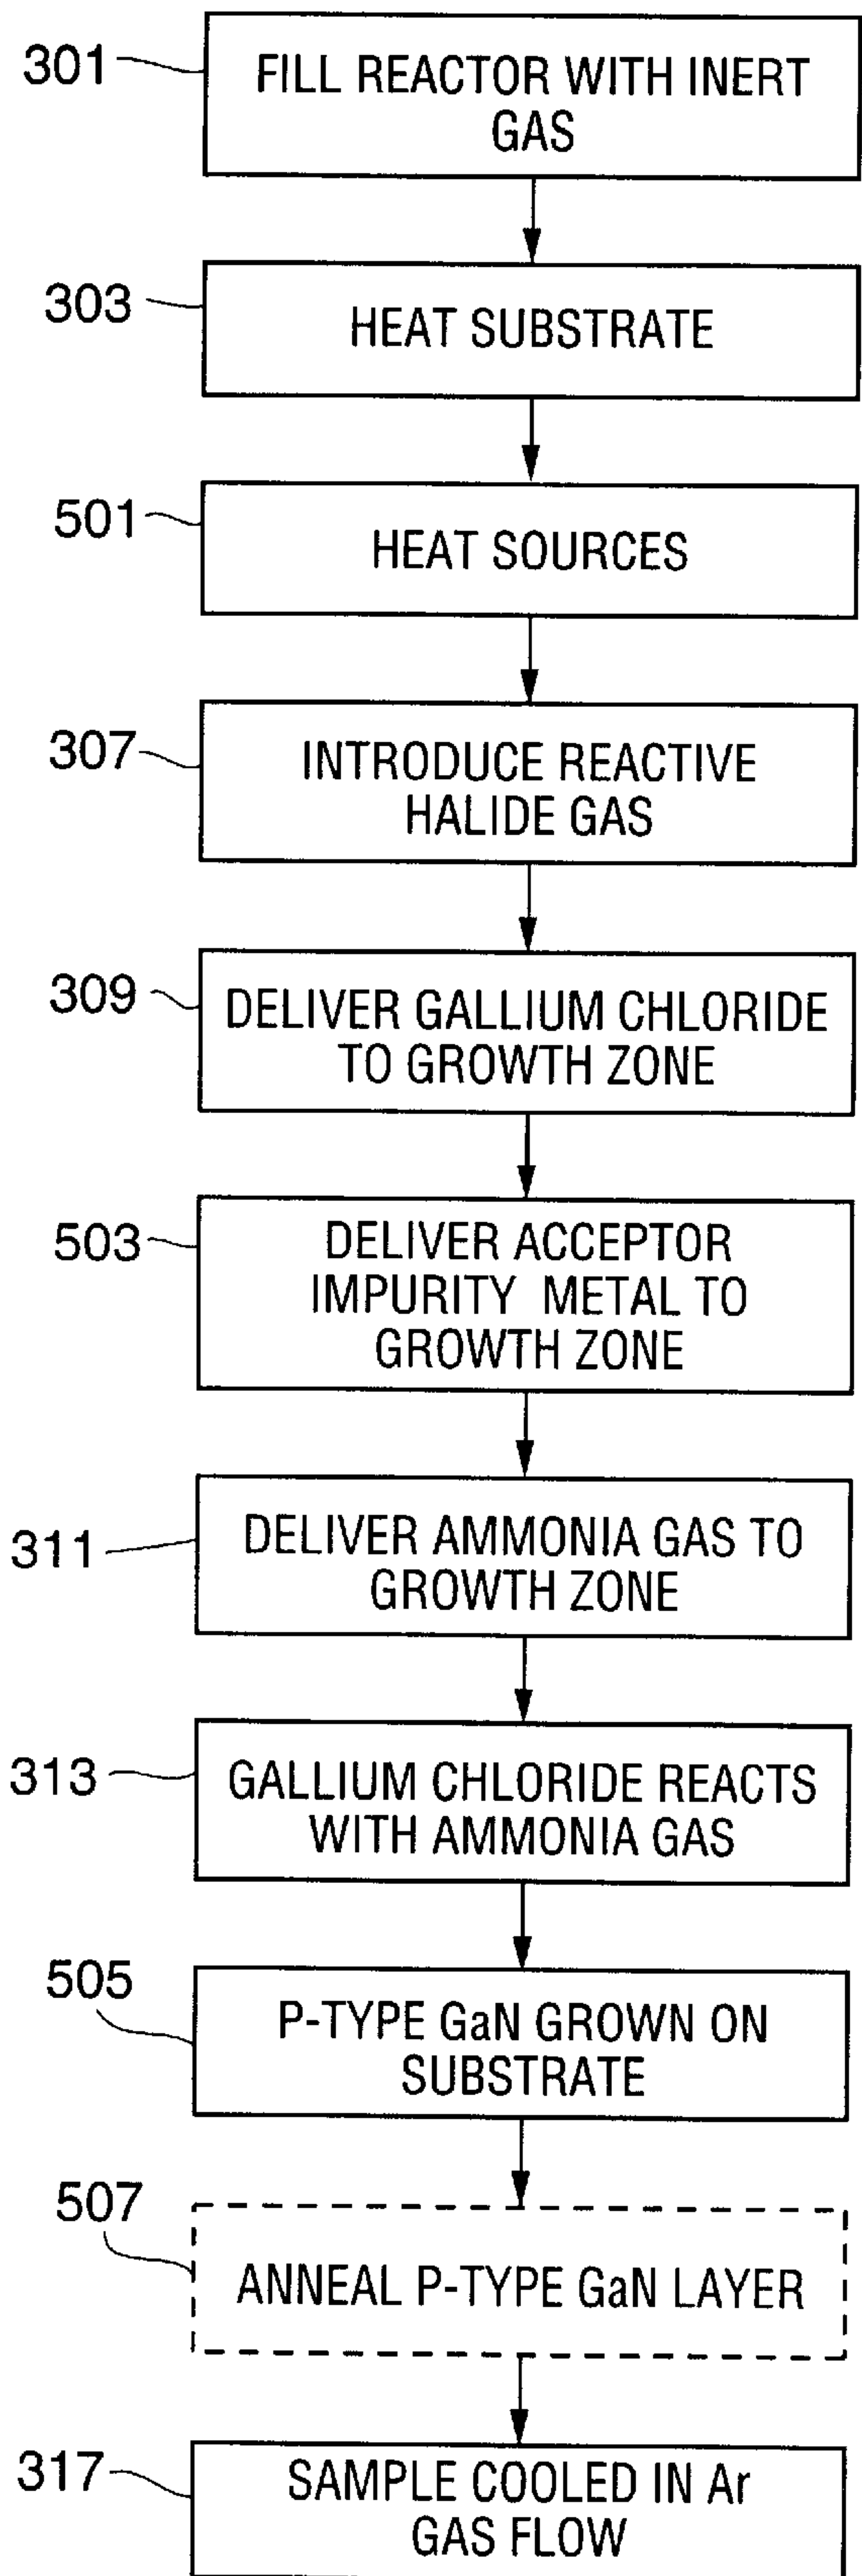 301
FILL REACTOR WITH INERT
GAS
303
HEAT SUBSTRATE
501
HEAT SOURCES
307
INTRODUCE REACTIVE
HALIDE GAS
309
DELIVER GALLIUM CHLORIDE
TO GROWTH ZONE
503
DELIVER ACCEPTOR
IMPURITY METAL TO
GROWTH ZONE
311
DELIVER AMMONIA GAS TO
GROWTH ZONE
313
GALLIUM CHLORIDE REACTS
WITH AMMONIA GAS
505
P-TYPE GaN GROWN ON
SUBSTRATE
507
ANNEAL P-TYPE GaN LAYER
317
SAMPLE COOLED IN Ar
GAS FLOW